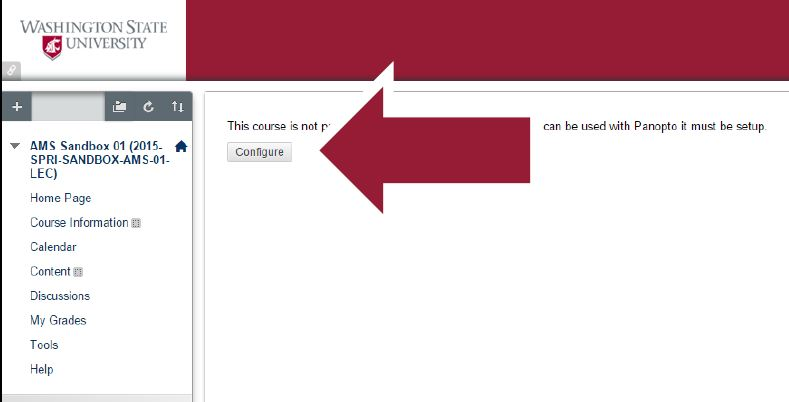 WASHINGTON STATE
UNIVERSITY
This course is not
can be used with Panopto it must be setup.
Configure
AMS Sandbox 01 (2015-
SPRI-SANDBOX-AMS-01-
LEC)
Home Page
Course Information
Calendar
Content
Discussions
My Grades
Tools
Help